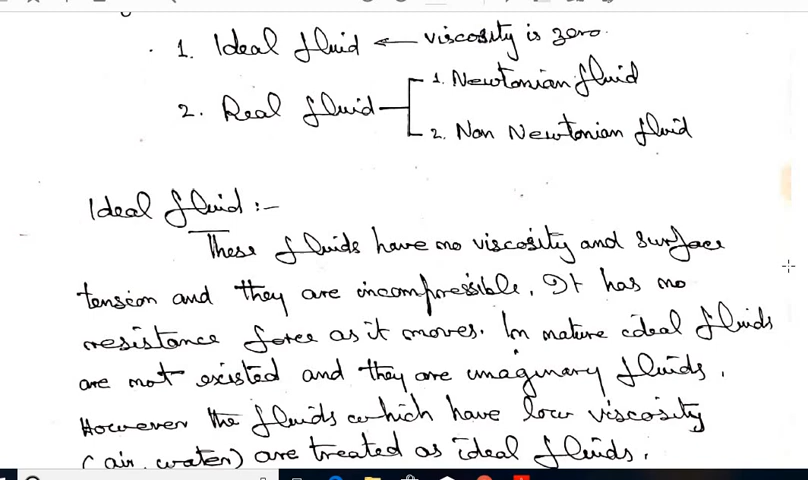 1. Ideal fluid ← viscosity is zero.
2. Real fluid
1. Newtonian fluid
2. Non Newtonian fluid
Ideal fluid :-
These fluids have no viscosity and surface
tension and they are incompressible. It has no
resistance force as it moves. In nature ideal fluids
are not existed and they are imaginary fluids.
However the fluids which have low viscosity
(air, water) are treated as ideal fluids.